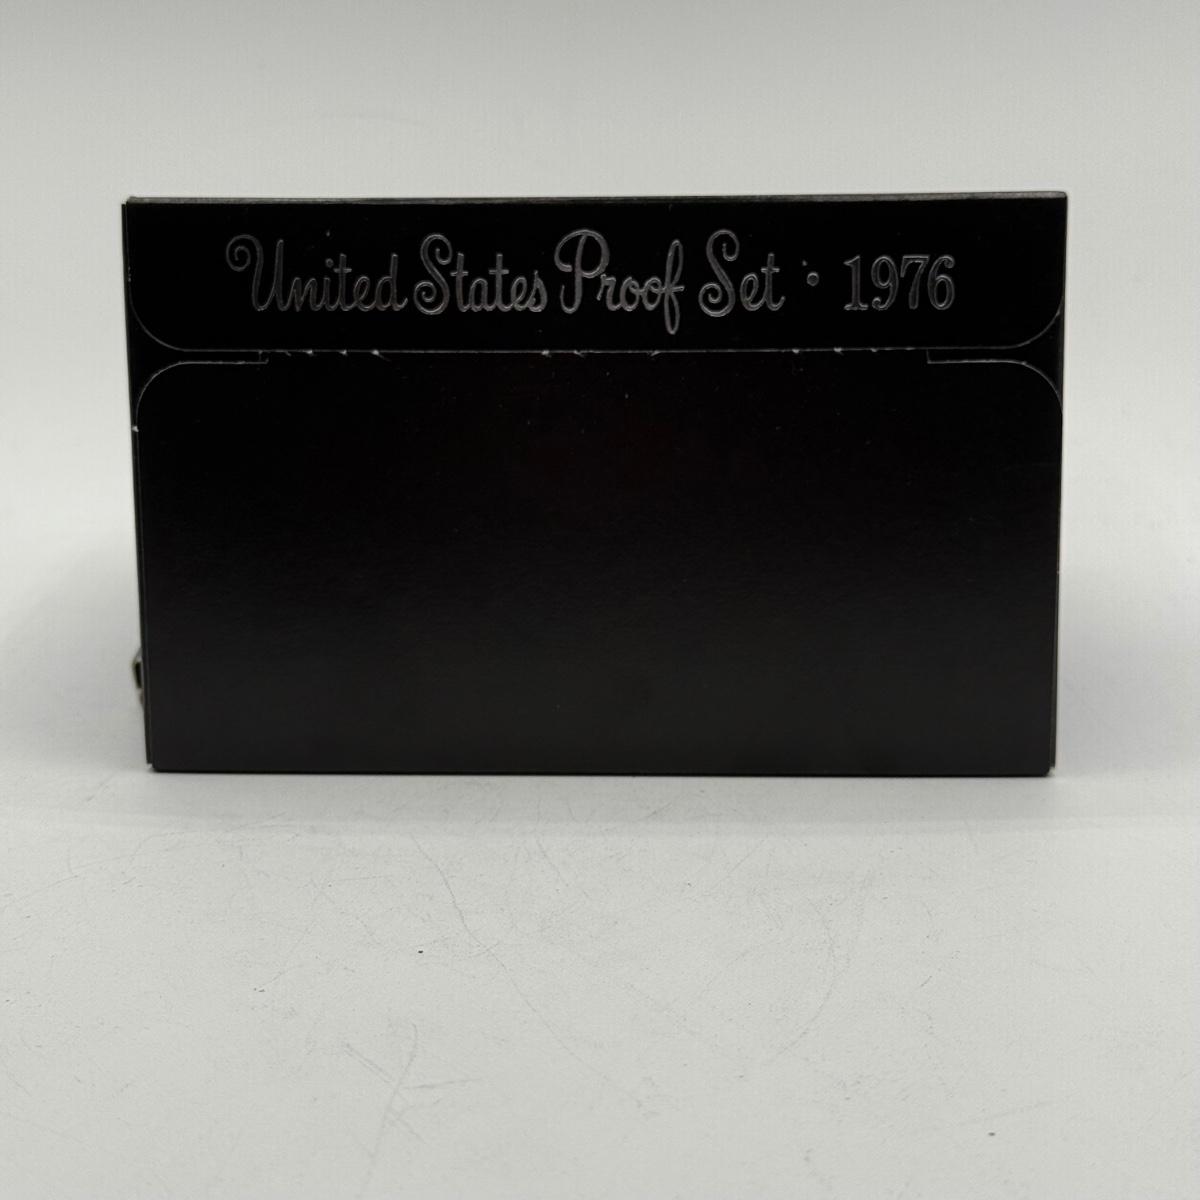 United States Proof Set · 1976